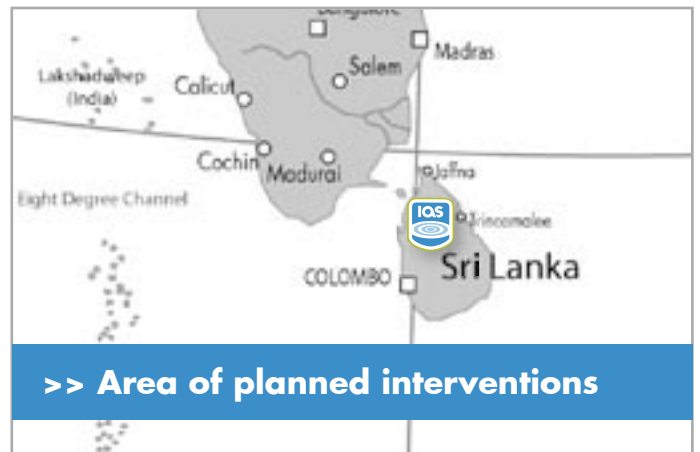 Madras
Salem
Lakshadweep
(India)
Calicut
Cochin
Madurai
Jaffna
Eight Degree Channel
IAS
Trincomalee
Sri Lanka
COLOMBO
>> Area of planned interventions